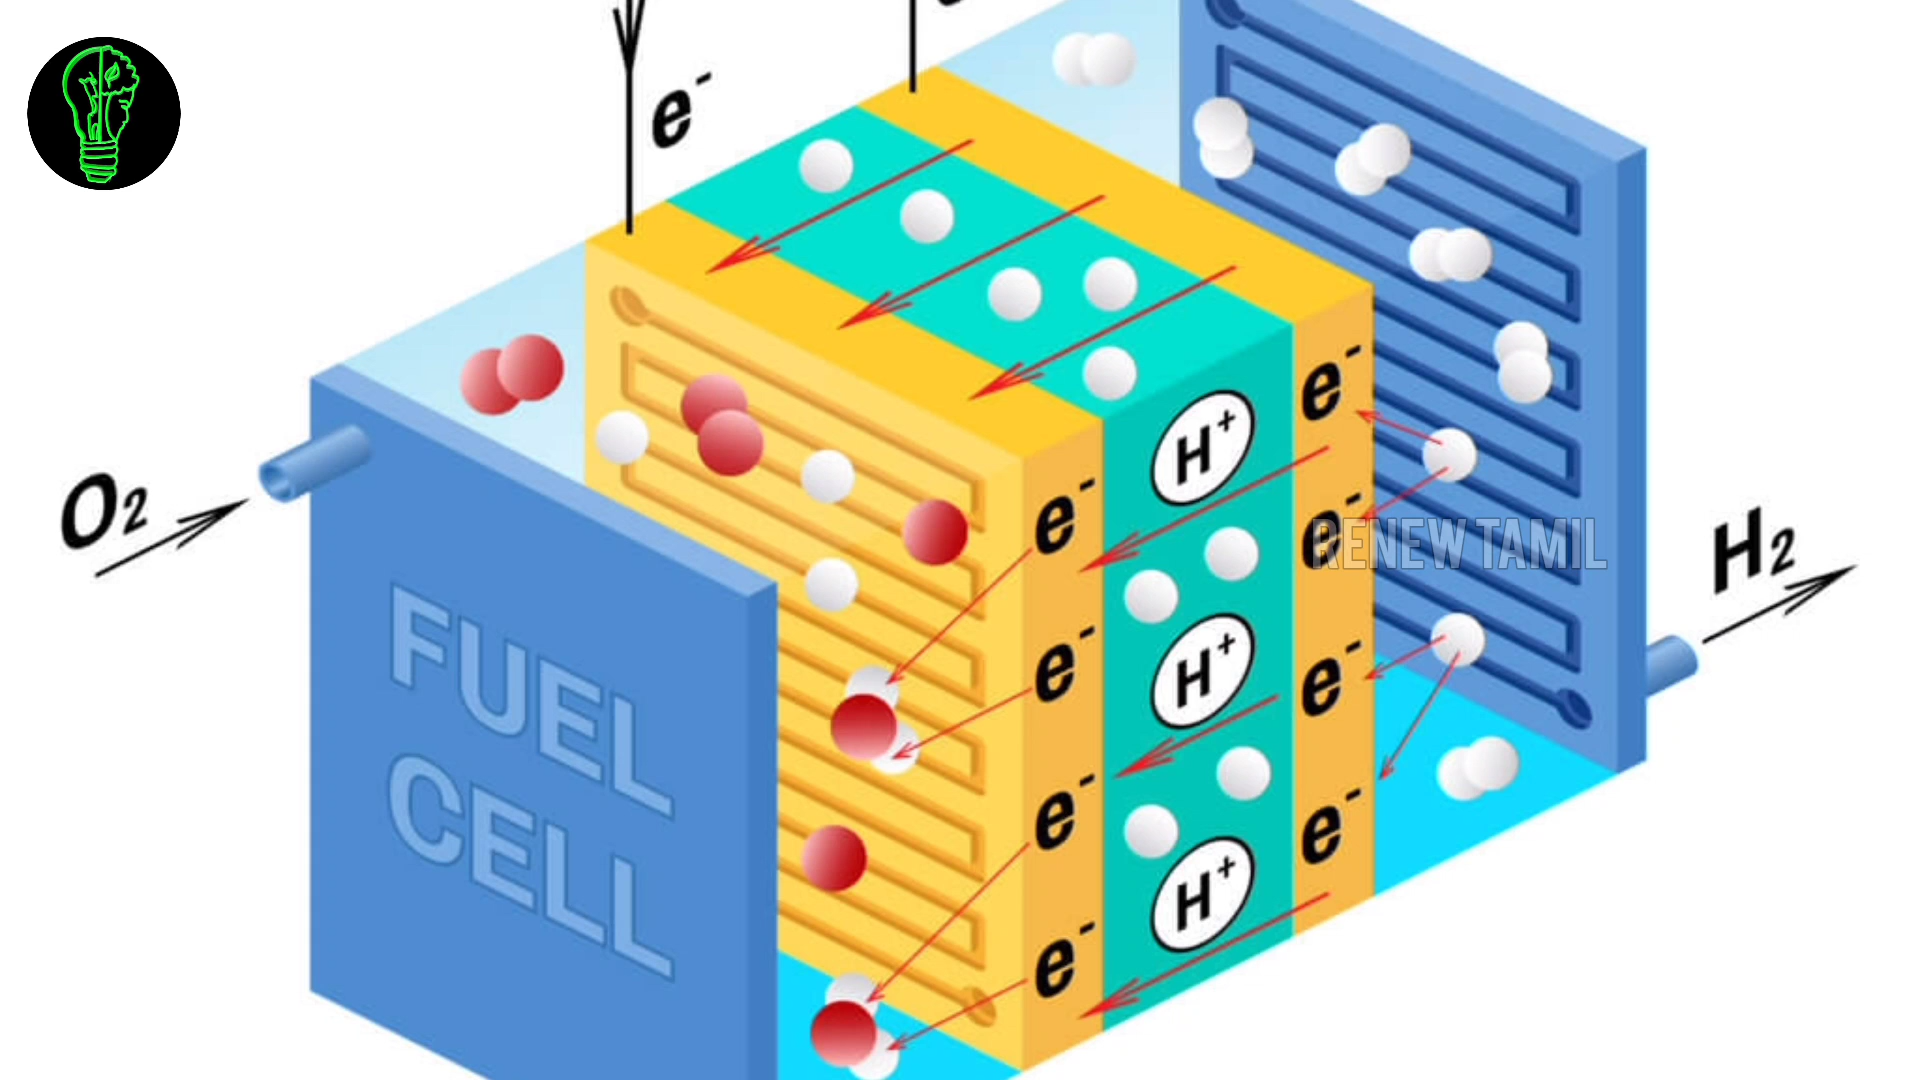 e-
e-
e-
O2
e-
e-
e-
e-
e-
e-
H+
H+
H+
RENEW TAMIL
H2
FUEL
CELL